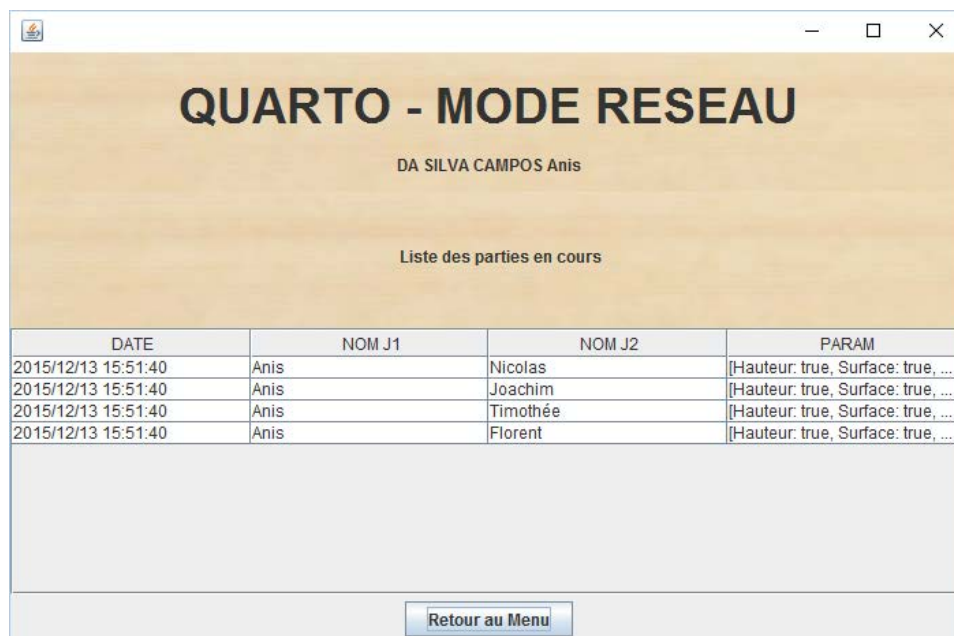 QUARTO - MODE RESEAU
DA SILVA CAMPOS Anis
Liste des parties en cours
DATE NOM J1 NOM J2 PARAM
2015/12/13 15:51:40 Anis Nicolas [Hauteur: true, Surface: true, ...
2015/12/13 15:51:40 Anis Joachim [Hauteur: true, Surface: true, ...
2015/12/13 15:51:40 Anis Timothée [Hauteur: true, Surface: true, ...
2015/12/13 15:51:40 Anis Florent [Hauteur: true, Surface: true, ...
Retour au Menu